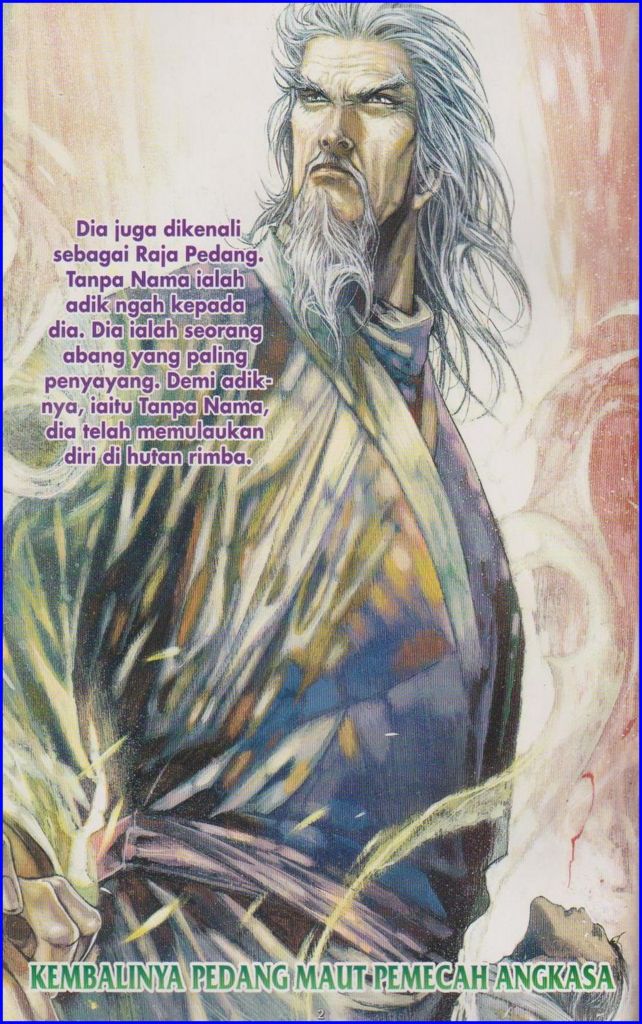 Dia juga dikenali
sebagai Raja Pedang.
Tanpa Nama ialah
adik ngah kepada
dia. Dia ialah seorang
abang yang paling
penyayang. Demi adik-
nya, iaitu Tanpa Nama,
dia telah memulaukan
diri di hutan rimba.
KEMBALINYA PEDANG MAUT PEMECAH ANGKASA
2